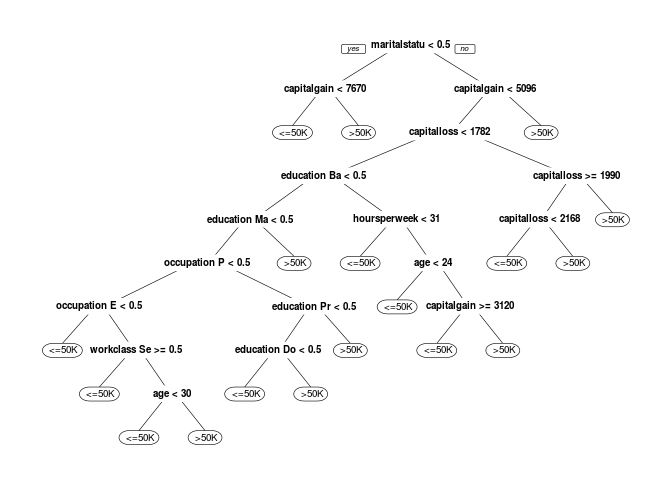 yes maritalstatu < 0.5 no
capitalgain < 7670 capitalgain < 5096
<=50K >50K capitalloss < 1782 >50K
education Ba < 0.5 capitalloss >= 1990
education Ma < 0.5 hoursperweek < 31 capitalloss < 2168 >50K
occupation P < 0.5 >50K <=50K age < 24 <=50K >50K
occupation E < 0.5 education Pr < 0.5 <=50K capitalgain >= 3120
<=50K workclass Se >= 0.5 education Do < 0.5 >50K <=50K >50K
<=50K age < 30 <=50K >50K
<=50K >50K